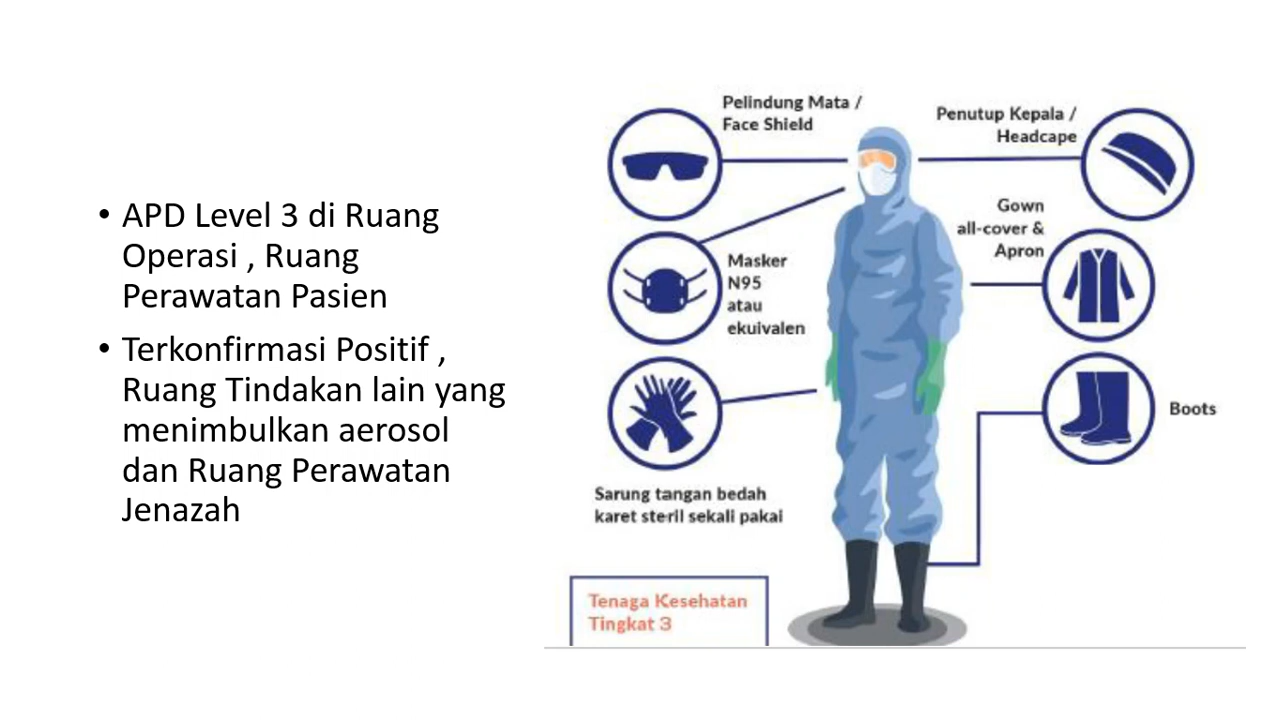 • APD Level 3 di Ruang
Operasi , Ruang
Perawatan Pasien
• Terkonfirmasi Positif ,
Ruang Tindakan lain yang
menimbulkan aerosol
dan Ruang Perawatan
Jenazah
Pelindung Mata /
Face Shield
Penutup Kepala /
Headcape
Gown
all-cover &
Apron
Masker
N95
atau
ekuivalen
Boots
Sarung tangan bedah
karet steril sekali pakai
Tenaga Kesehatan
Tingkat 3